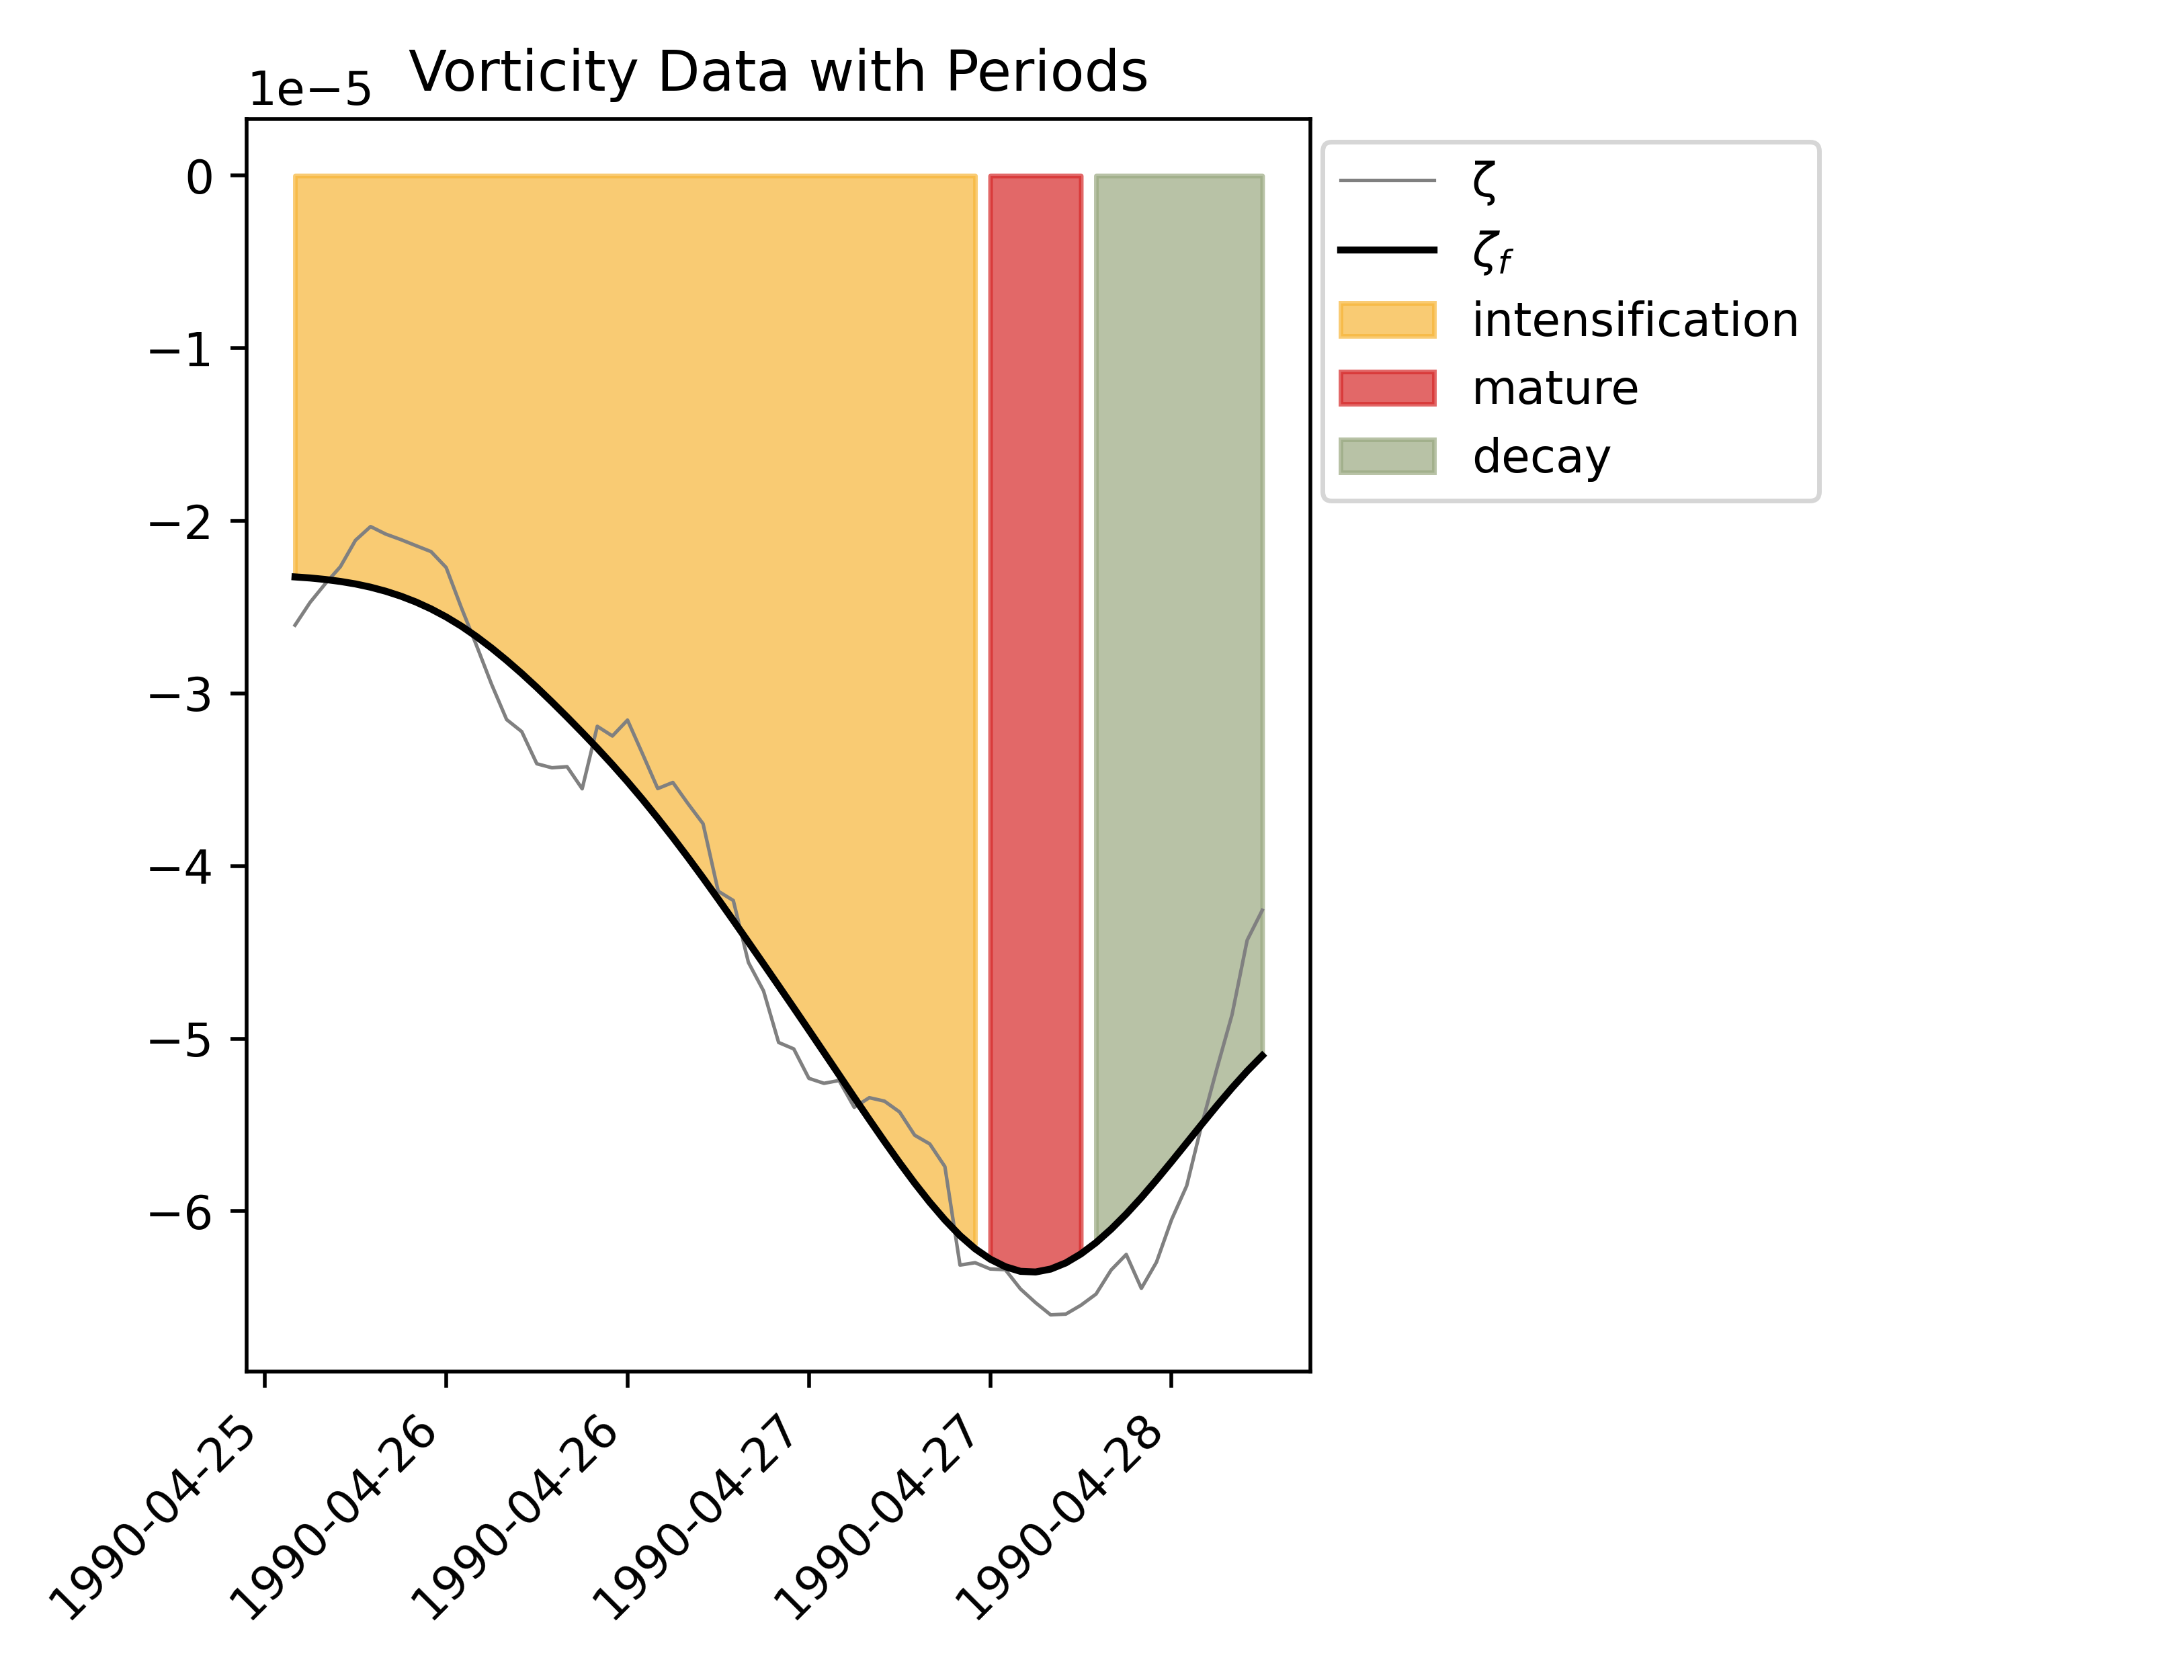 Vorticity Data with Periods
1e−5
0
−1
−2
−3
−4
−5
−6
1990-04-25
1990-04-26
1990-04-26
1990-04-27
1990-04-27
1990-04-28
ζ
ζf
intensification
mature
decay